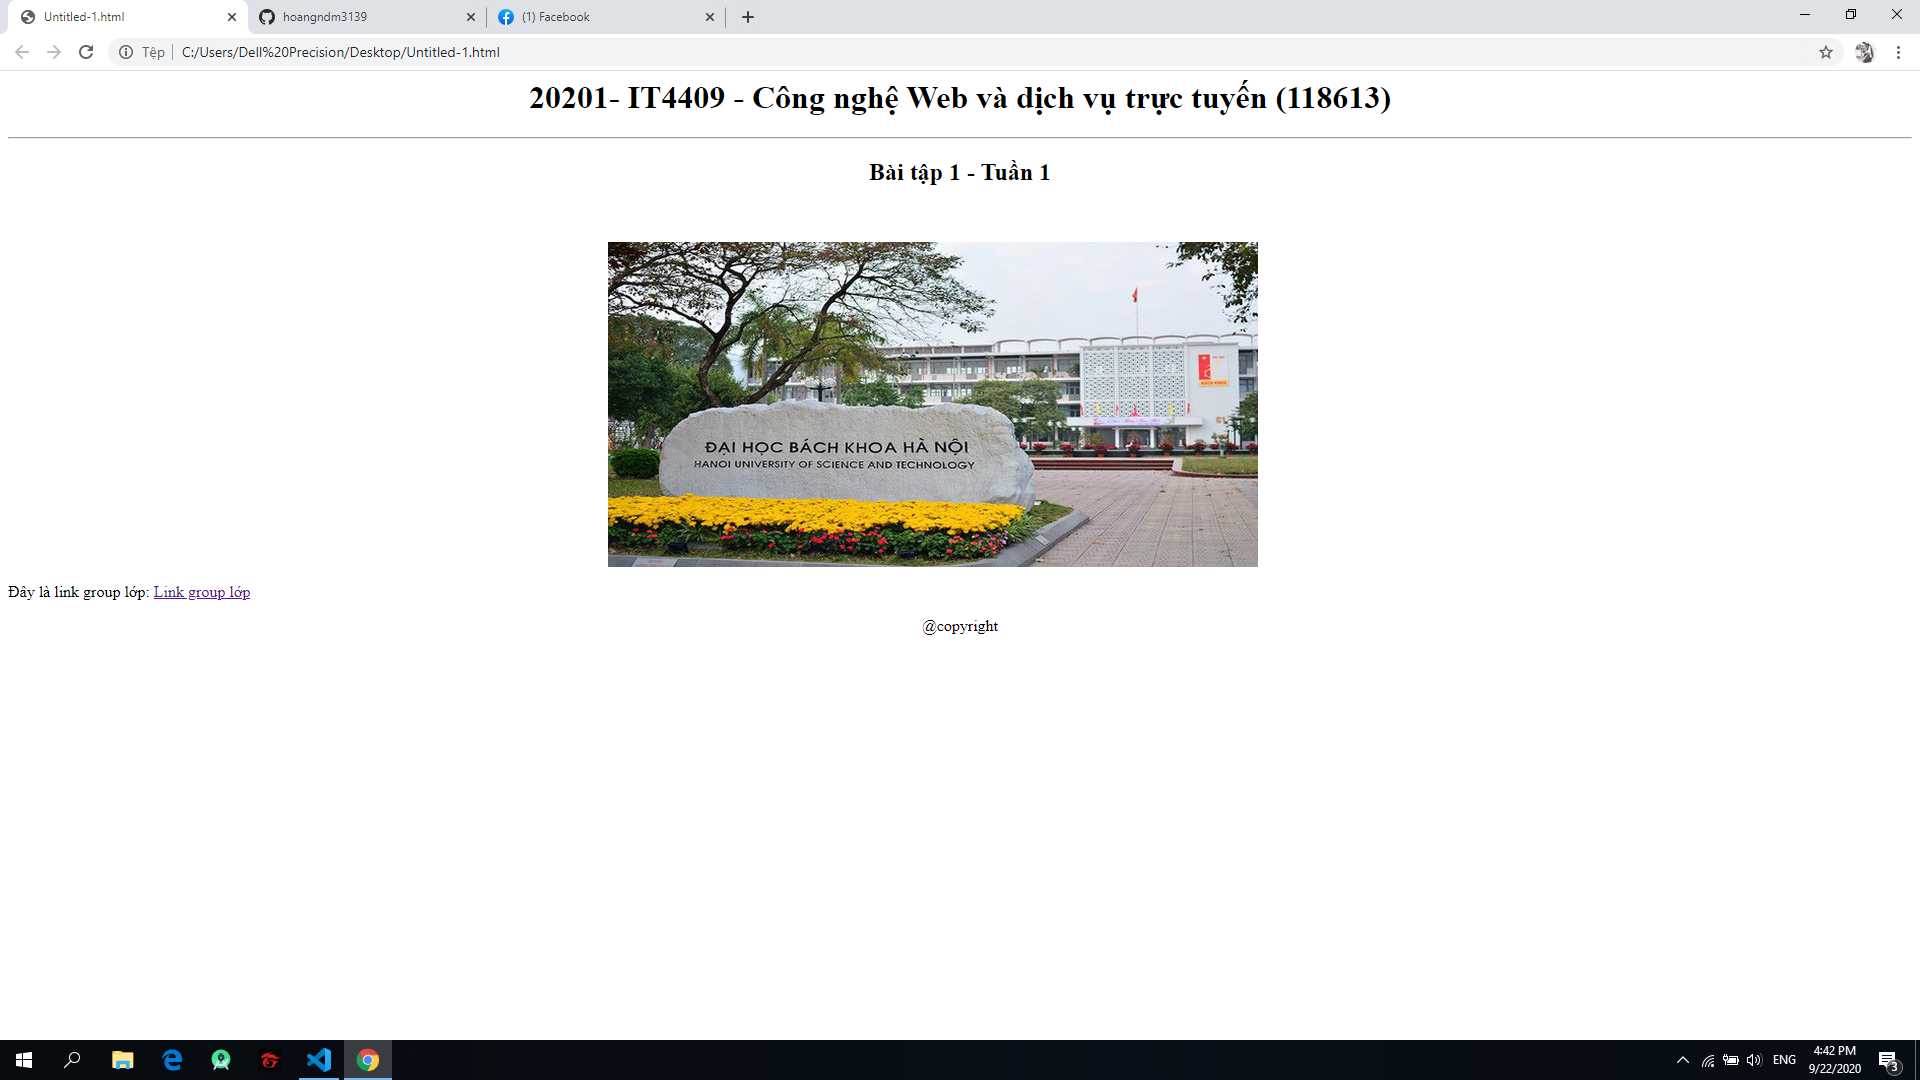 Untitled-1.html
hoangndm3139
(1) Facebook
Tệp
C:/Users/Dell%20Precision/Desktop/Untitled-1.html
20201- IT4409 - Công nghệ Web và dịch vụ trực tuyến (118613)
Bài tập 1 - Tuần 1
ĐẠI HỌC BÁCH KHOA HÀ NỘI
HANOI UNIVERSITY OF SCIENCE AND TECHNOLOGY
Đây là link group lớp: Link group lớp
@copyright
ENG
4:42 PM
9/22/2020
3